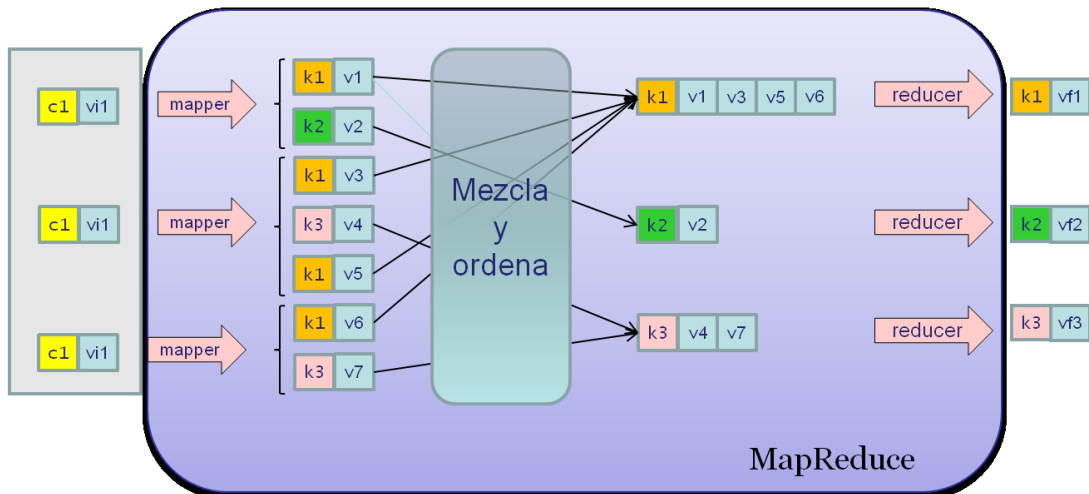 c1 vi1
mapper
k1 v1
k2 v2
c1 vi1
mapper
k1 v3
k3 v4
k1 v5
c1 vi1
mapper
k1 v6
k3 v7
Mezcla
y
ordena
k1 v1 v3 v5 v6
reducer
k1 vf1
k2 v2
reducer
k2 vf2
k3 v4 v7
reducer
k3 vf3
MapReduce